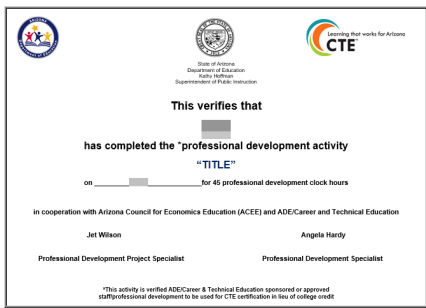 Learning that works for Arizona
CTE
State of Arizona
Department of Education
Kathy Hoffman
Superintendent of Public Instruction
This verifies that
has completed the *professional development activity
“TITLE”
on ____________________for 45 professional development clock hours
in cooperation with Arizona Council for Economics Education (ACEE) and ADE/Career and Technical Education
Jet Wilson Angela Hardy
Professional Development Project Specialist Professional Development Specialist
*This activity is verified ADE/Career & Technical Education sponsored or approved
staff/professional development to be used for CTE certification in lieu of college credit